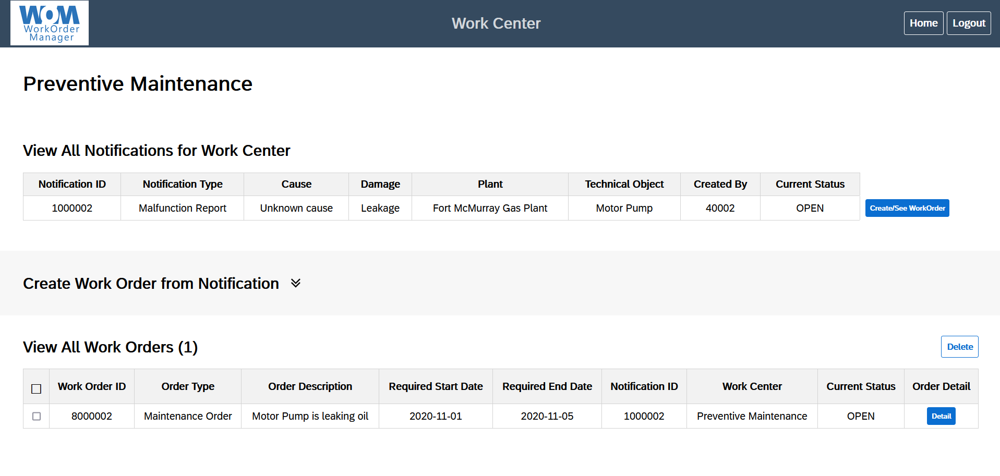 WOM
WorkOrder
Manager
Work Center
Home
Logout
Preventive Maintenance
View All Notifications for Work Center
Notification ID Notification Type Cause Damage Plant Technical Object Created By Current Status
1000002 Malfunction Report Unknown cause Leakage Fort McMurray Gas Plant Motor Pump 40002 OPEN Create/See WorkOrder
Create Work Order from Notification
View All Work Orders (1)
Delete
Work Order ID Order Type Order Description Required Start Date Required End Date Notification ID Work Center Current Status Order Detail
8000002 Maintenance Order Motor Pump is leaking oil 2020-11-01 2020-11-05 1000002 Preventive Maintenance OPEN Detail